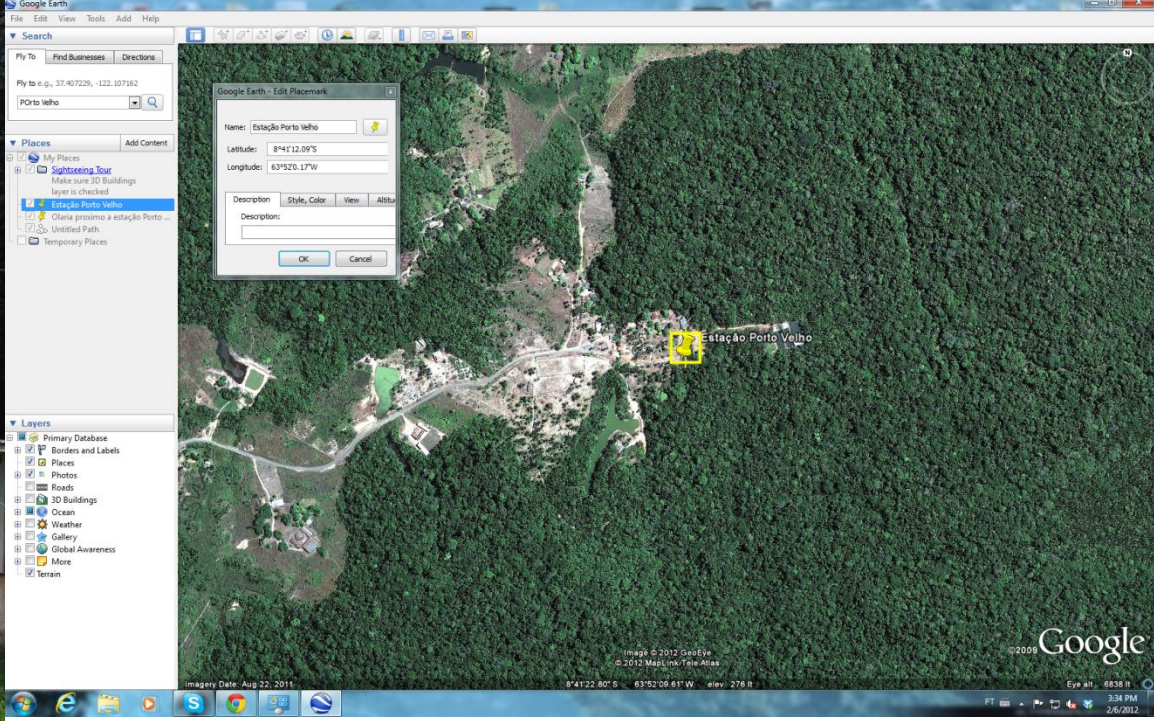 Google Earth
File Edit View Tools Add Help
▼ Search
Fly To Find Businesses Directions
Fly to e.g., 37.407229, -122.107162
POrto Velho
▼ Places
Add Content
My Places
Sightseeing Tour
Make sure 3D Buildings
layer is checked
Estação Porto Velho
Olaria proximo a estação Porto ...
Untitled Path
Temporary Places
▼ Layers
Primary Database
Borders and Labels
Places
Photos
Roads
3D Buildings
Ocean
Weather
Gallery
Global Awareness
More
Terrain
Google Earth - Edit Placemark
Name: Estação Porto Velho
Latitude: 8°41'12.09"S
Longitude: 63°52'0.17"W
Description Style, Color View Altitu
Description:
OK Cancel
N
Estação Porto Velho
Image © 2012 GeoEye
© 2012 MapLink/Tele Atlas
©2009 Google
Imagery Date: Aug 22, 2011
8°41'22.80" S 63°52'09.61" W elev 276 ft
Eye alt 6838 ft
PT
3:34 PM
2/6/2012